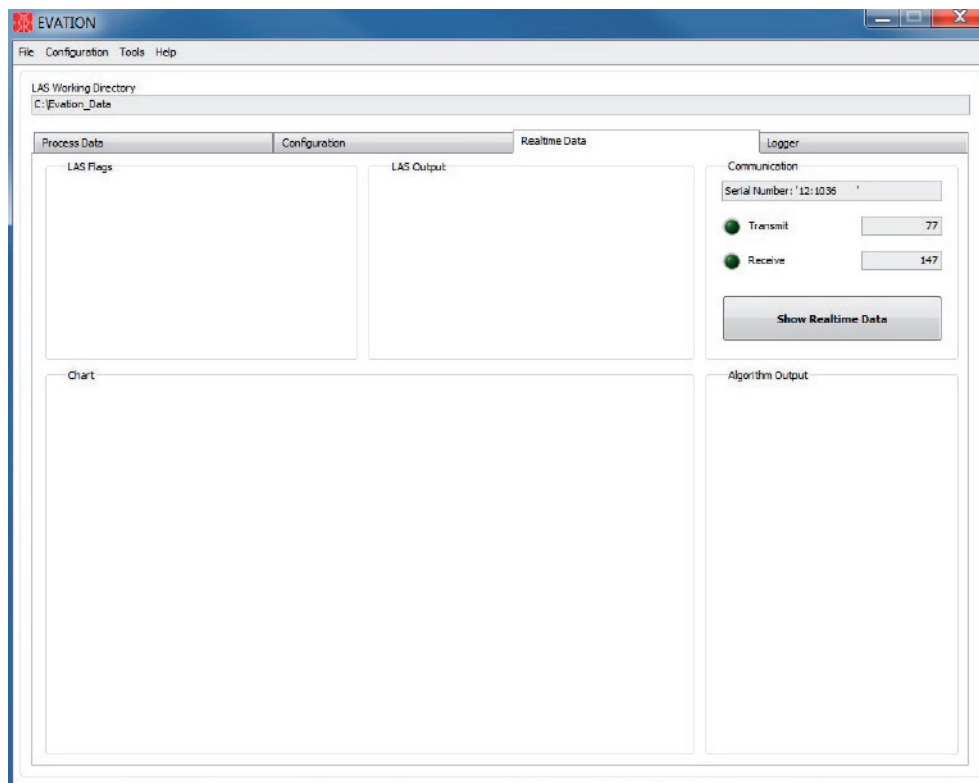 EVATION
File Configuration Tools Help
LAS Working Directory
C:\Evation_Data
Process Data Configuration Realtime Data Logger
LAS Flags LAS Output Communication
Serial Number: '12:1036 '
Transmit 77
Receive 147
Show Realtime Data
Chart Algorithm Output